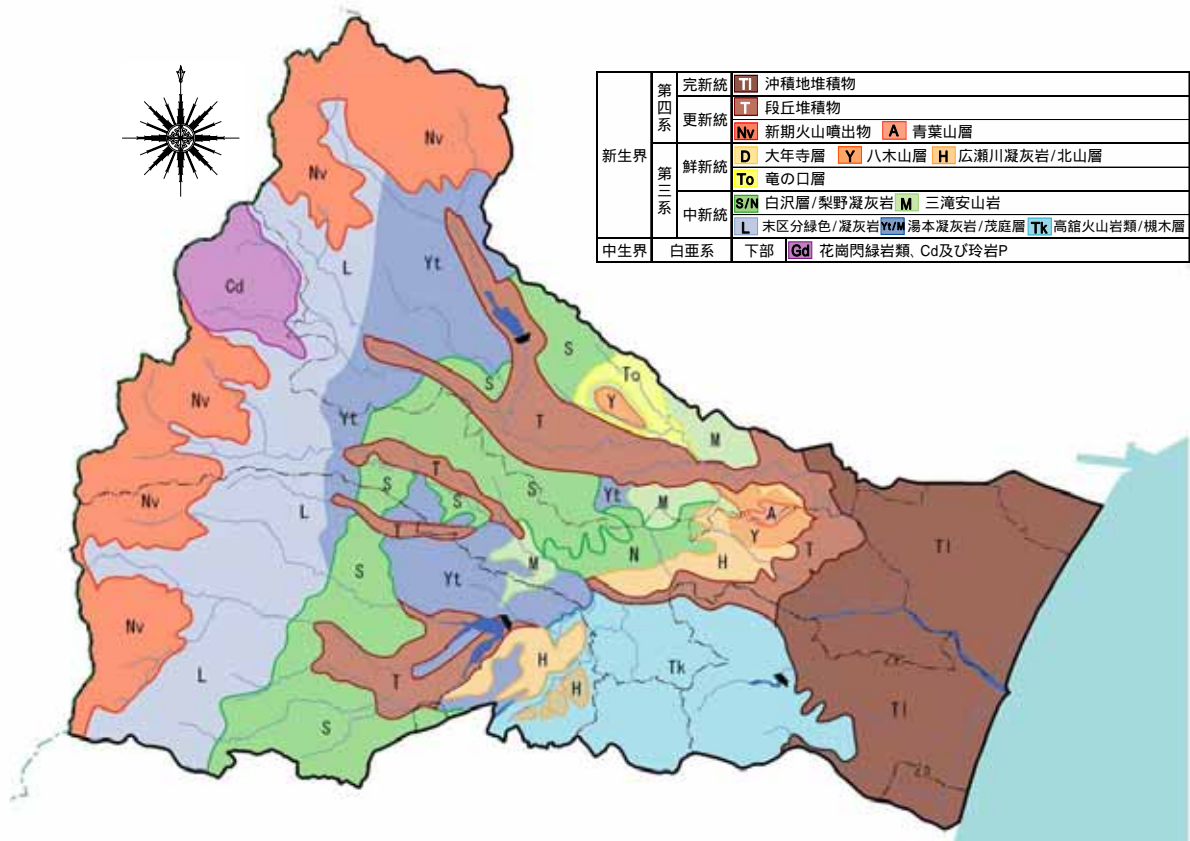 新生界 第四系 完新統 Tl 沖積地堆積物
更新統 T 段丘堆積物
Nv 新期火山噴出物 A 青葉山層
第三系 鮮新統 D 大年寺層 Y 八木山層 H 広瀬川凝灰岩/北山層
To 竜の口層
中新統 S/N 白沢層/梨野凝灰岩 M 三滝安山岩
L 末区分緑色/凝灰岩 Yt/M 湯本凝灰岩/茂庭層 Tk 高舘火山岩類/槻木層
中生界 白亜系 下部 Gd 花崗閃緑岩類、Cd及び玲岩P
Nv
Nv
L
Yt
Cd
S
To
S
Nv
Y
Yt
T
M
T
S
S
S
Nv
Yt
M
A
L
T
Y
N
H
T
Tl
M
S
Yt
Nv
H
Tk
L
T
H
Tl
S